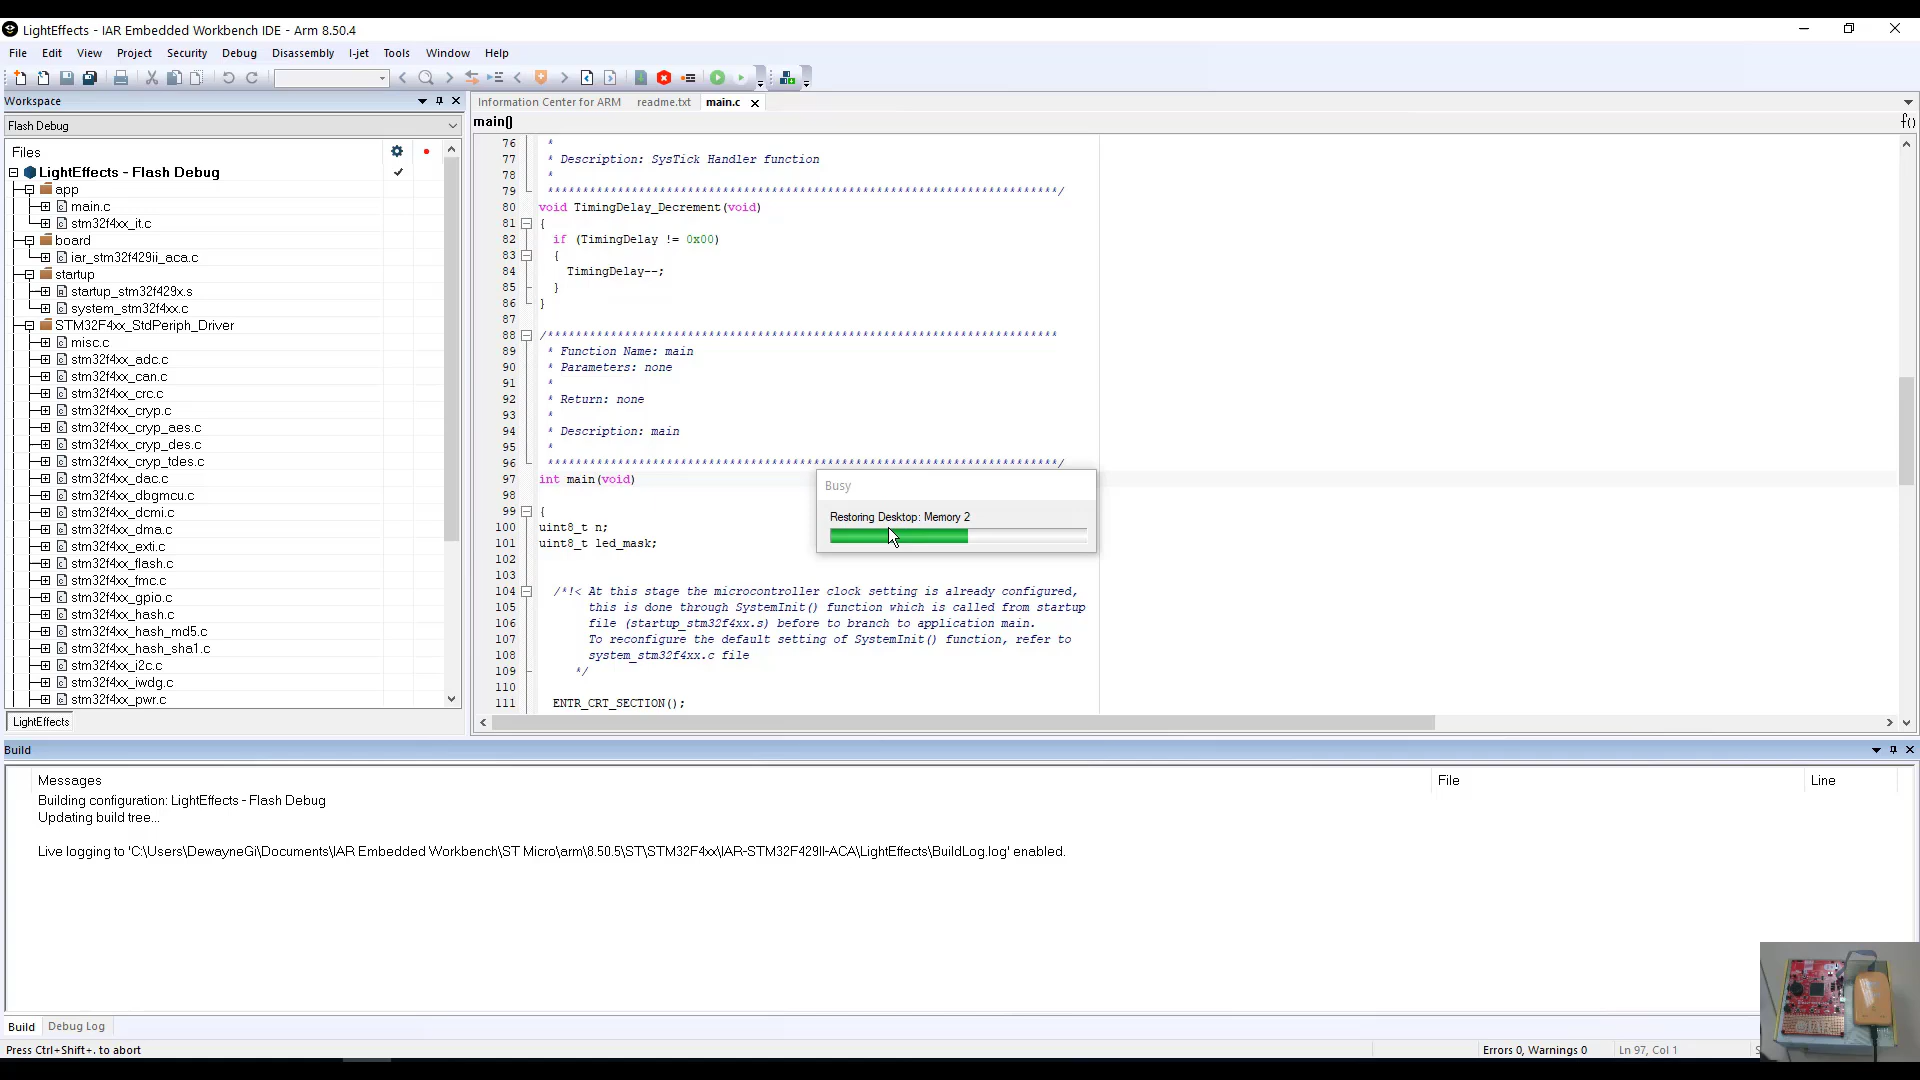 LightEffects - IAR Embedded Workbench IDE - Arm 8.50.4
File Edit View Project Security Debug Disassembly I-jet Tools Window Help
Workspace
Flash Debug
Files
LightEffects - Flash Debug
app
main.c
stm32f4xx_it.c
board
iar_stm32f429ii_aca.c
startup
startup_stm32f429x.s
system_stm32f4xx.c
STM32F4xx_StdPeriph_Driver
misc.c
stm32f4xx_adc.c
stm32f4xx_can.c
stm32f4xx_crc.c
stm32f4xx_cryp.c
stm32f4xx_cryp_aes.c
stm32f4xx_cryp_des.c
stm32f4xx_cryp_tdes.c
stm32f4xx_dac.c
stm32f4xx_dbgmcu.c
stm32f4xx_dcmi.c
stm32f4xx_dma.c
stm32f4xx_exti.c
stm32f4xx_flash.c
stm32f4xx_fmc.c
stm32f4xx_gpio.c
stm32f4xx_hash.c
stm32f4xx_hash_md5.c
stm32f4xx_hash_sha1.c
stm32f4xx_i2c.c
stm32f4xx_iwdg.c
stm32f4xx_pwr.c
LightEffects
Information Center for ARM readme.txt main.c
main()
f()
76 *
77 * Description: SysTick Handler function
78 *
79 *************************************************************************/
80 void TimingDelay_Decrement(void)
81 {
82 if (TimingDelay != 0x00)
83 {
84 TimingDelay--;
85 }
86 }
87
88 /*************************************************************************
89 * Function Name: main
90 * Parameters: none
91 *
92 * Return: none
93 *
94 * Description: main
95 *
96 *************************************************************************/
97 int main(void)
98
99 {
100 uint8_t n;
101 uint8_t led_mask;
102
103
104 /*!< At this stage the microcontroller clock setting is already configured,
105 this is done through SystemInit() function which is called from startup
106 file (startup_stm32f4xx.s) before to branch to application main.
107 To reconfigure the default setting of SystemInit() function, refer to
108 system_stm32f4xx.c file
109 */
110
111 ENTR_CRT_SECTION();
Busy
Restoring Desktop: Memory 2
Build
Messages File Line
Building configuration: LightEffects - Flash Debug
Updating build tree...
Live logging to 'C:\Users\DewayneGi\Documents\IAR Embedded Workbench\ST Micro\arm\8.50.5\ST\STM32F4xx\IAR-STM32F429II-ACA\LightEffects\BuildLog.log' enabled.
Build Debug Log
Press Ctrl+Shift+. to abort
Errors 0, Warnings 0 Ln 97, Col 1